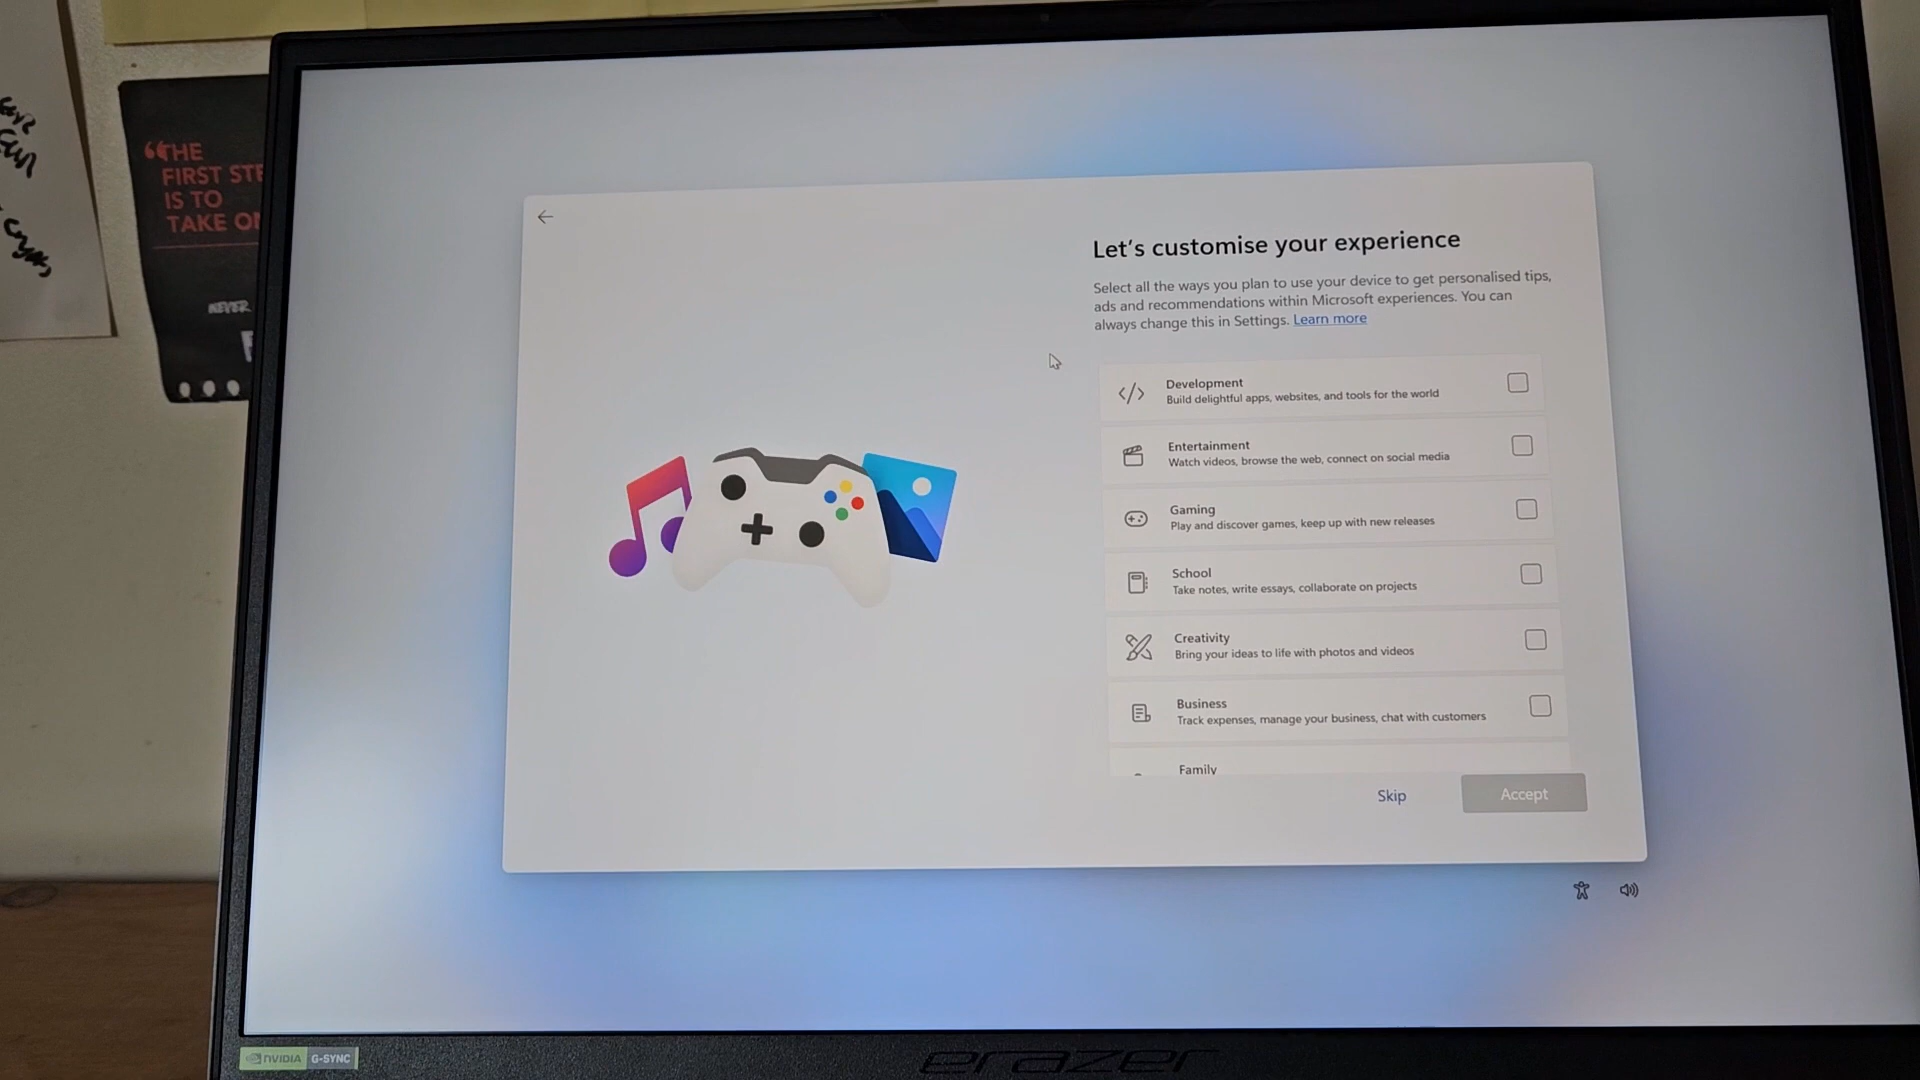 “THE
FIRST STE
IS TO
TAKE
NEVER
Let's customise your experience
Select all the ways you plan to use your device to get personalised tips,
ads and recommendations within Microsoft experiences. You can
always change this in Settings. Learn more
Development
Build delightful apps, websites, and tools for the world
Entertainment
Watch videos, browse the web, connect on social media
Gaming
Play and discover games, keep up with new releases
School
Take notes, write essays, collaborate on projects
Creativity
Bring your ideas to life with photos and videos
Business
Track expenses, manage your business, chat with customers
Family
Skip
Accept
NVIDIA G-SYNC
erazer